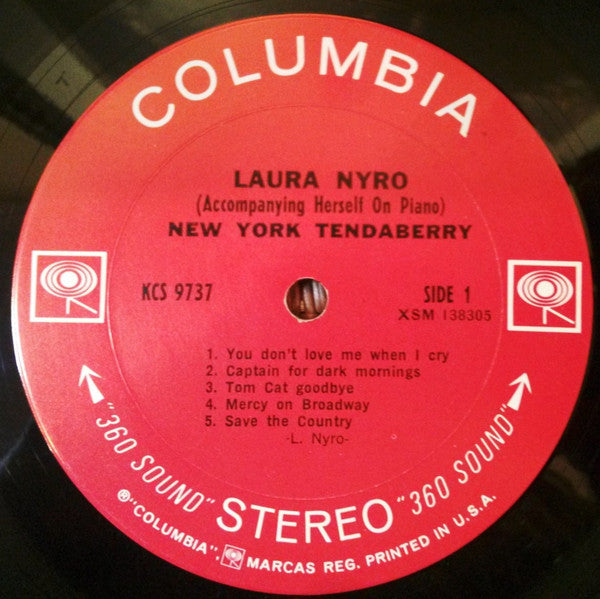 COLUMBIA
LAURA NYRO
(Accompanying Herself On Piano)
NEW YORK TENDABERRY
KCS 9737
SIDE 1
XSM 138305
1. You don't love me when I cry
2. Captain for dark mornings
3. Tom Cat goodbye
4. Mercy on Broadway
5. Save the Country
-L. Nyro-
"360 SOUND" STEREO "360 SOUND"
®"COLUMBIA", MARCAS REG. PRINTED IN U.S.A.